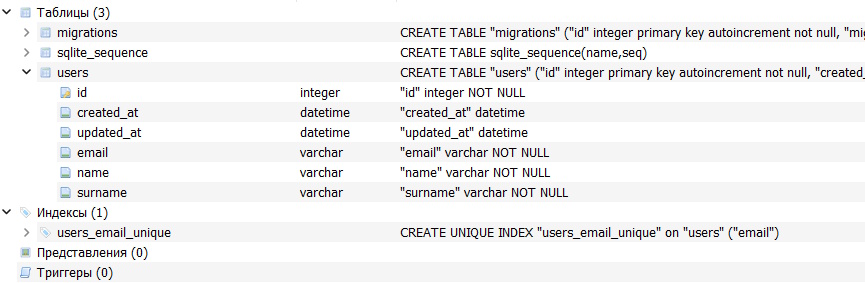 Таблицы (3)
migrations CREATE TABLE "migrations" ("id" integer primary key autoincrement not null, "mig
sqlite_sequence CREATE TABLE sqlite_sequence(name,seq)
users CREATE TABLE "users" ("id" integer primary key autoincrement not null, "created_
id integer "id" integer NOT NULL
created_at datetime "created_at" datetime
updated_at datetime "updated_at" datetime
email varchar "email" varchar NOT NULL
name varchar "name" varchar NOT NULL
surname varchar "surname" varchar NOT NULL
Индексы (1)
users_email_unique CREATE UNIQUE INDEX "users_email_unique" on "users" ("email")
Представления (0)
Триггеры (0)